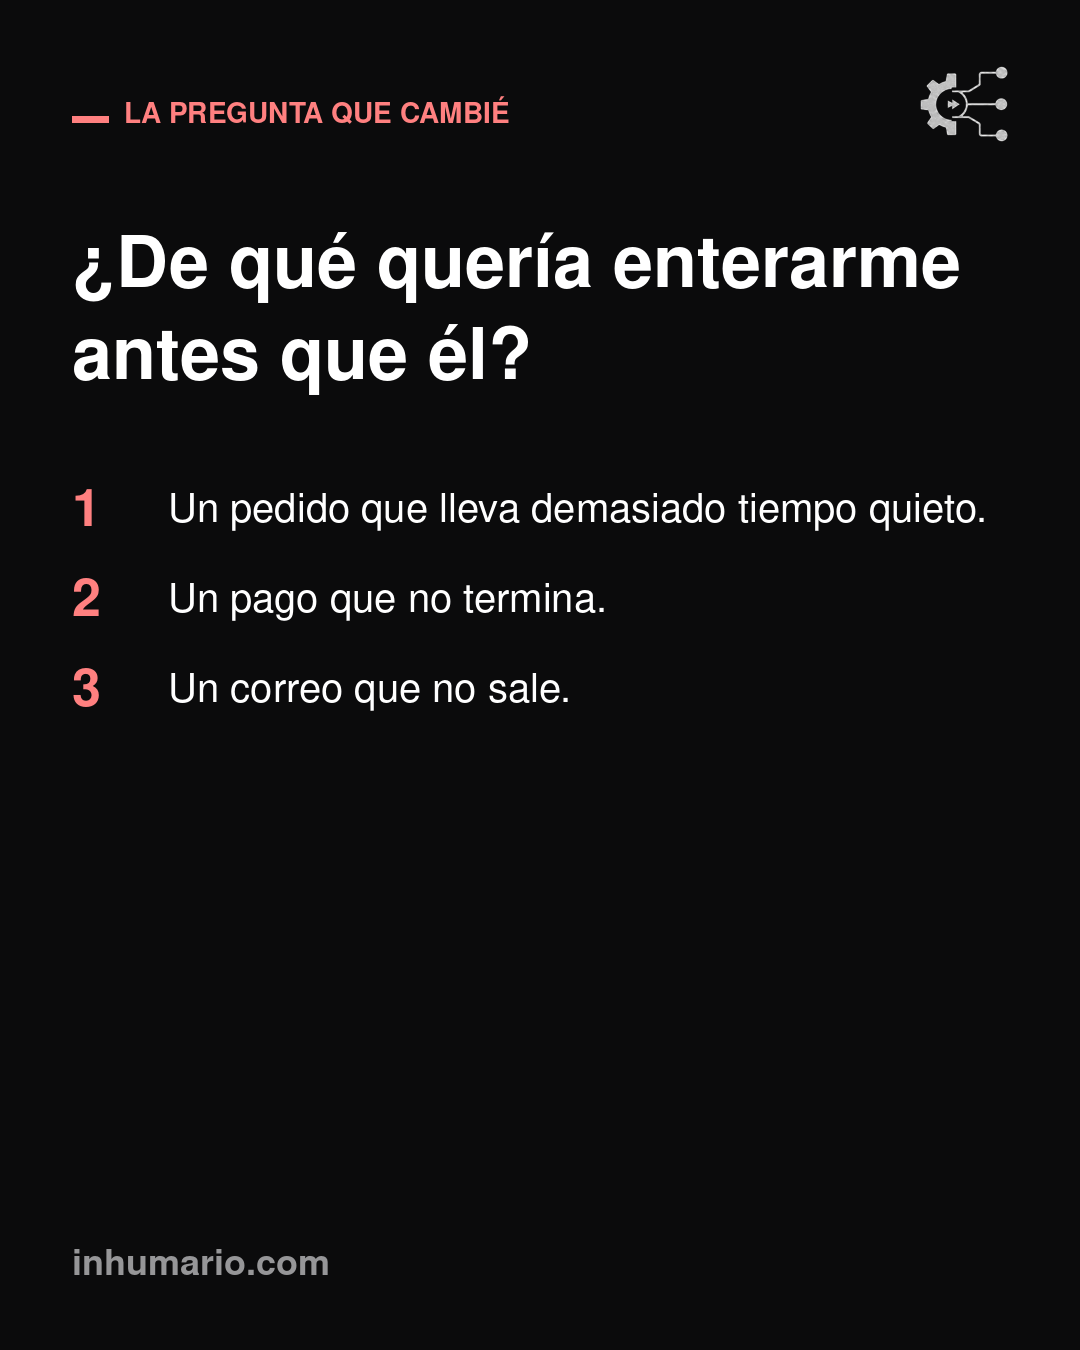 LA PREGUNTA QUE CAMBIÉ
¿De qué quería enterarme
antes que él?
1 Un pedido que lleva demasiado tiempo quieto.
2 Un pago que no termina.
3 Un correo que no sale.
inhumario.com